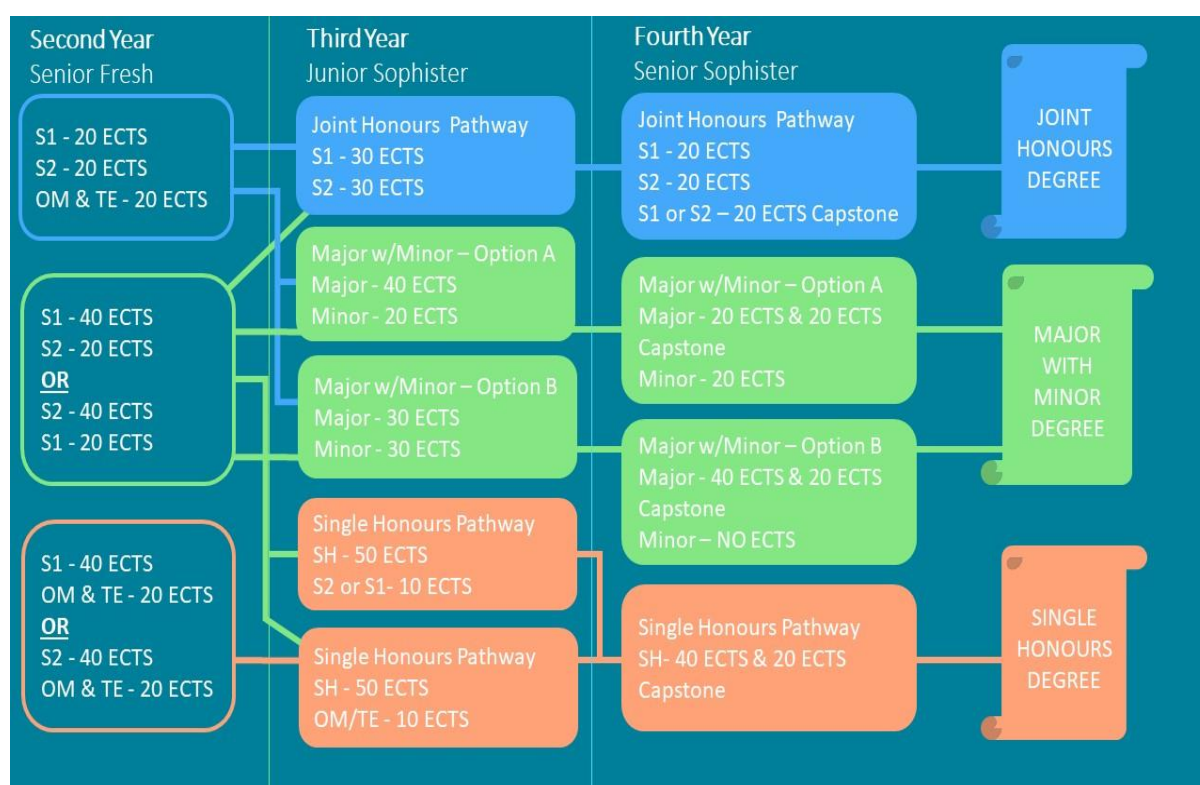 Second Year
Senior Fresh
S1 - 20 ECTS
S2 - 20 ECTS
OM & TE - 20 ECTS
S1 - 40 ECTS
S2 - 20 ECTS
OR
S2 - 40 ECTS
S1 - 20 ECTS
S1 - 40 ECTS
OM & TE - 20 ECTS
OR
S2 - 40 ECTS
OM & TE - 20 ECTS
Third Year
Junior Sophister
Joint Honours Pathway
S1 - 30 ECTS
S2 - 30 ECTS
Major w/Minor – Option A
Major - 40 ECTS
Minor - 20 ECTS
Major w/Minor – Option B
Major - 30 ECTS
Minor - 30 ECTS
Single Honours Pathway
SH - 50 ECTS
S2 or S1- 10 ECTS
Single Honours Pathway
SH - 50 ECTS
OM/TE - 10 ECTS
Fourth Year
Senior Sophister
Joint Honours Pathway
S1 - 20 ECTS
S2 - 20 ECTS
S1 or S2 – 20 ECTS Capstone
Major w/Minor – Option A
Major - 20 ECTS & 20 ECTS
Capstone
Minor - 20 ECTS
Major w/Minor – Option B
Major - 40 ECTS & 20 ECTS
Capstone
Minor – NO ECTS
Single Honours Pathway
SH- 40 ECTS & 20 ECTS
Capstone
JOINT
HONOURS
DEGREE
MAJOR
WITH
MINOR
DEGREE
SINGLE
HONOURS
DEGREE